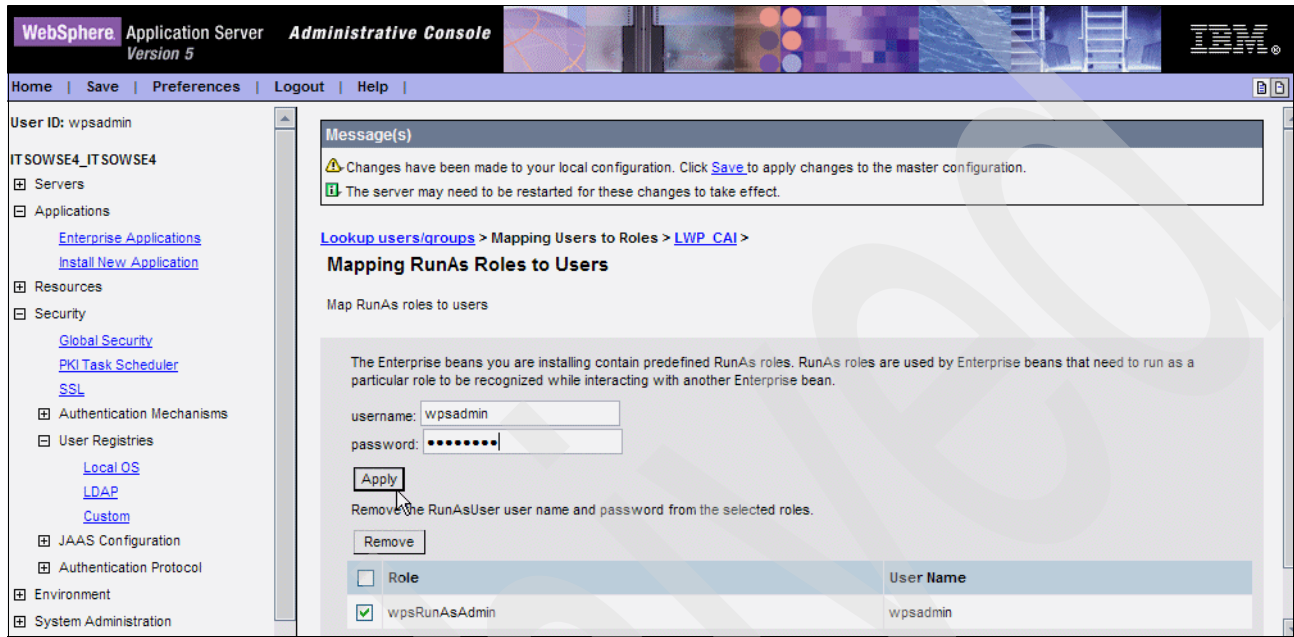 WebSphere Application Server Administrative Console
Version 5
IBM
Home | Save | Preferences | Logout | Help |
User ID: wpsadmin
ITSOWSE4_ITSOWSE4
Servers
Applications
Enterprise Applications
Install New Application
Resources
Security
Global Security
PKI Task Scheduler
SSL
Authentication Mechanisms
User Registries
Local OS
LDAP
Custom
JAAS Configuration
Authentication Protocol
Environment
System Administration
Message(s)
Changes have been made to your local configuration. Click Save to apply changes to the master configuration.
The server may need to be restarted for these changes to take effect.
Lookup users/groups > Mapping Users to Roles > LWP_CAI >
Mapping RunAs Roles to Users
Map RunAs roles to users
The Enterprise beans you are installing contain predefined RunAs roles. RunAs roles are used by Enterprise beans that need to run as a
particular role to be recognized while interacting with another Enterprise bean.
username: wpsadmin
password: ••••••••
Apply
Remove the RunAsUser user name and password from the selected roles.
Remove
Role User Name
wpsRunAsAdmin wpsadmin